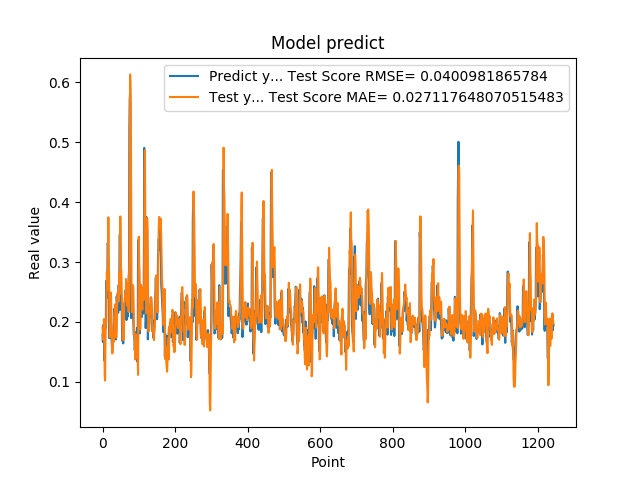 Model predict
Predict y... Test Score RMSE= 0.0400981865784
Test y... Test Score MAE= 0.027117648070515483
0.6
0.5
0.4
0.3
0.2
0.1
Real value
0 200 400 600 800 1000 1200
Point